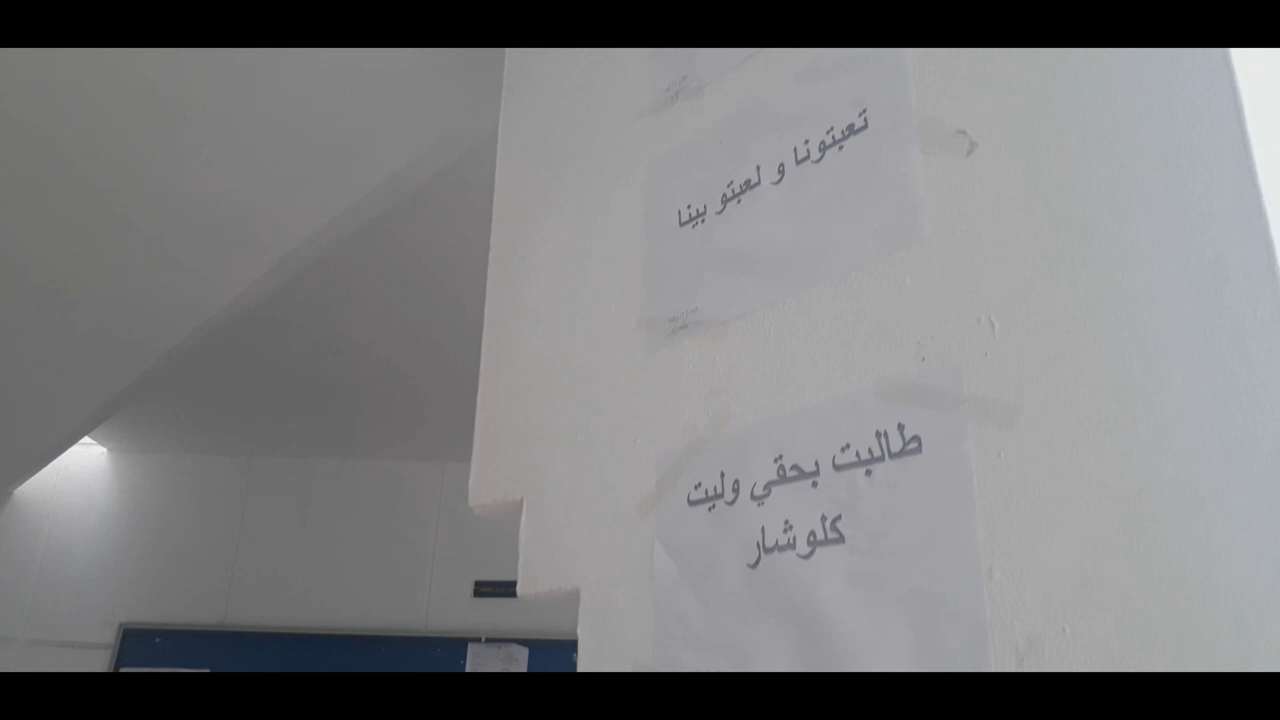 تعبتونا و لعبتو بينا
طالبت بحقي وليت
كلوشار